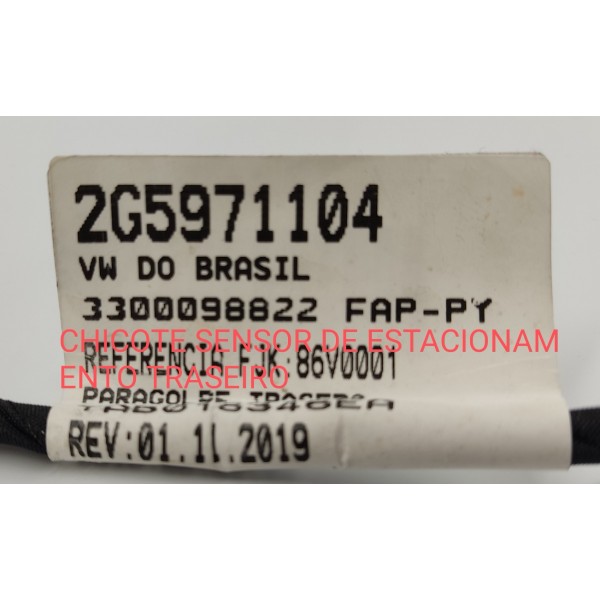 2G5971104
VW DO BRASIL
3300098822 FAP-PY
CHICOTE SENSOR DE ESTACIONAM
REFERENCIA FJK:86V0001
ENTO TRASEIRO
REV:01.11.2019